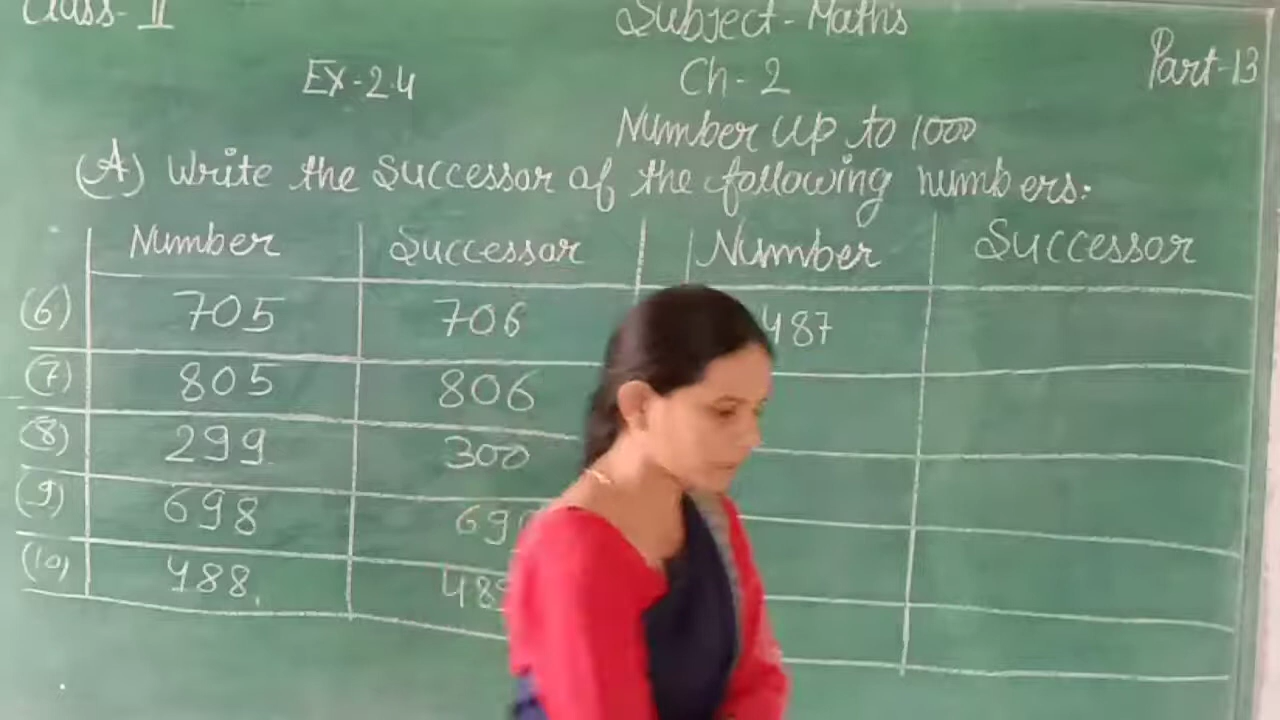 Class- II Subject- Maths
Ex-2.4 Ch-2 Part-13
Number up to 1000
(A) Write the successor of the following numbers:
Number Successor Number Successor
(6) 705 706 487
(7) 805 806
(8) 299 300
(9) 698
(10) 488